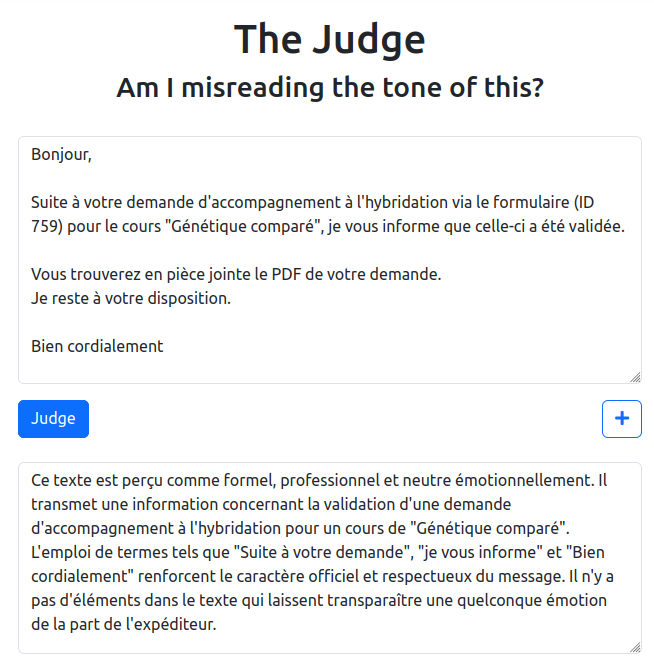 The Judge
Am I misreading the tone of this?
Bonjour,
Suite à votre demande d'accompagnement à l'hybridation via le formulaire (ID
759) pour le cours "Génétique comparé", je vous informe que celle-ci a été validée.
Vous trouverez en pièce jointe le PDF de votre demande.
Je reste à votre disposition.
Bien cordialement
Judge
+
Ce texte est perçu comme formel, professionnel et neutre émotionnellement. Il
transmet une information concernant la validation d'une demande
d'accompagnement à l'hybridation pour un cours de "Génétique comparé".
L'emploi de termes tels que "Suite à votre demande", "je vous informe" et "Bien
cordialement" renforcent le caractère officiel et respectueux du message. Il n'y a
pas d'éléments dans le texte qui laissent transparaître une quelconque émotion
de la part de l'expéditeur.